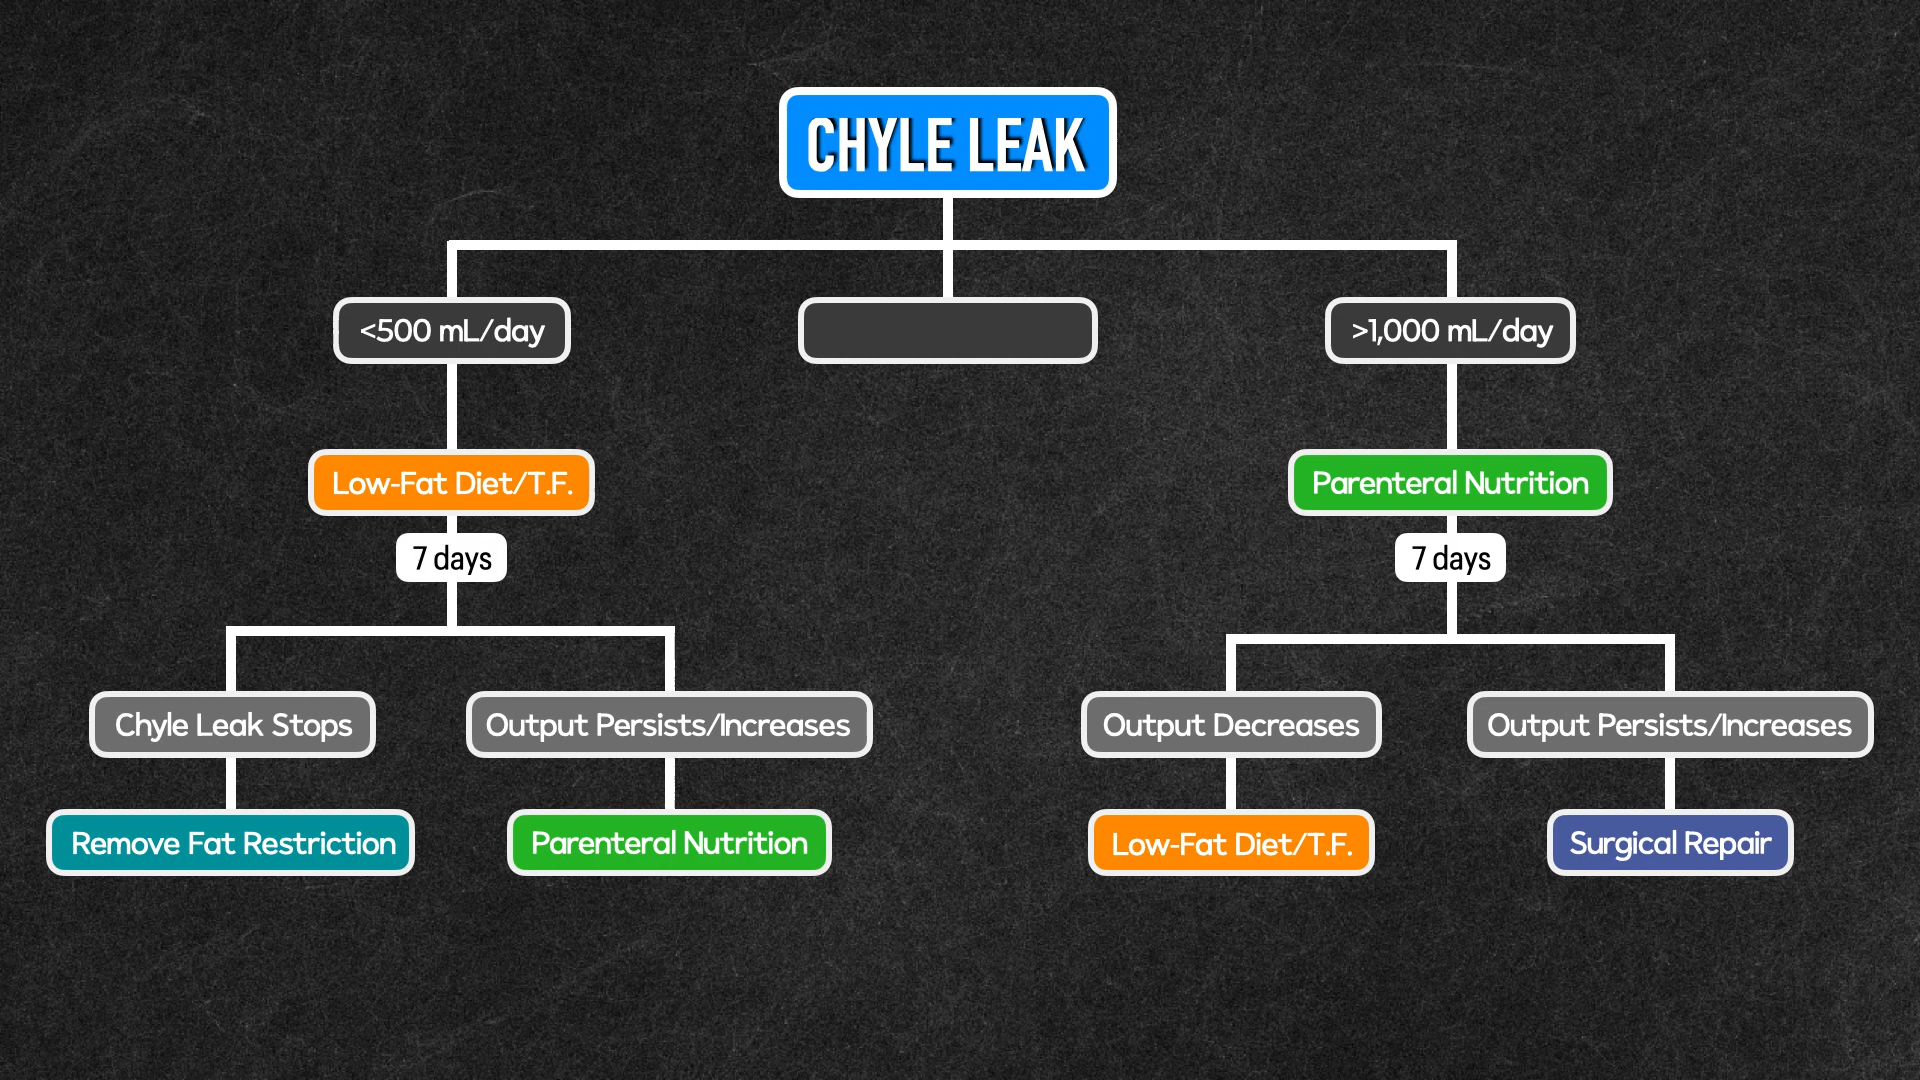 CHYLE LEAK
<500 mL/day
>1,000 mL/day
Low-Fat Diet/T.F.
Parenteral Nutrition
7 days
7 days
Chyle Leak Stops
Output Persists/Increases
Output Decreases
Output Persists/Increases
Remove Fat Restriction
Parenteral Nutrition
Low-Fat Diet/T.F.
Surgical Repair